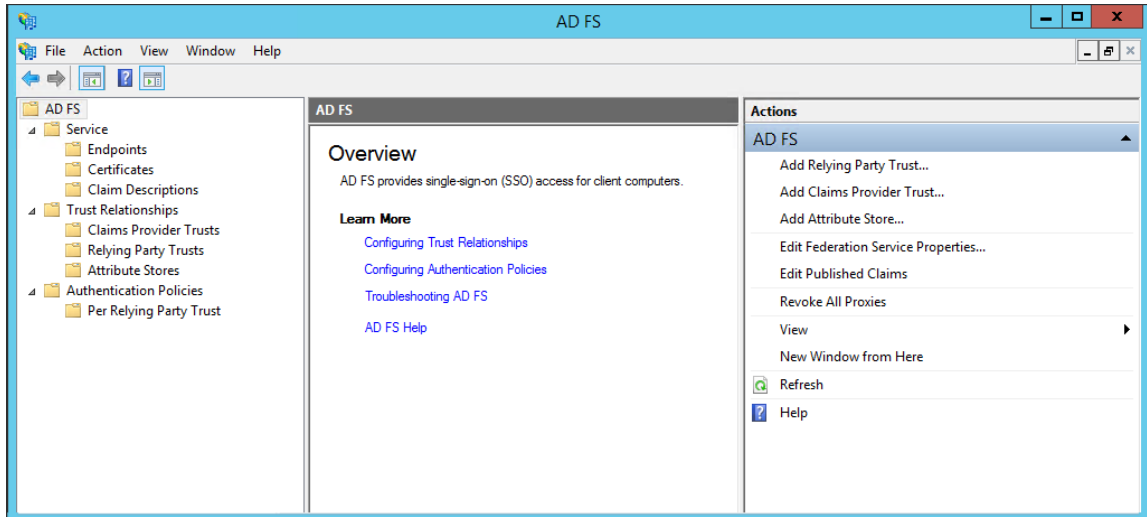 AD FS
File Action View Window Help
AD FS
Service
Endpoints
Certificates
Claim Descriptions
Trust Relationships
Claims Provider Trusts
Relying Party Trusts
Attribute Stores
Authentication Policies
Per Relying Party Trust
AD FS
Overview
AD FS provides single-sign-on (SSO) access for client computers.
Learn More
Configuring Trust Relationships
Configuring Authentication Policies
Troubleshooting AD FS
AD FS Help
Actions
AD FS
Add Relying Party Trust...
Add Claims Provider Trust...
Add Attribute Store...
Edit Federation Service Properties...
Edit Published Claims
Revoke All Proxies
View
New Window from Here
Refresh
Help